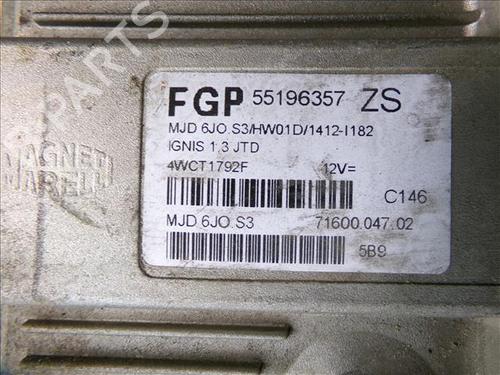 PARTS
FGP 55196357 ZS
MJD 6JO.S3/HW01D/1412-I182
IGNIS 1.3 JTD
4WCT1792F 12V=
C146
MJD 6JO.S3 71600.047.02
5B9
MAGNETI
MARELLI